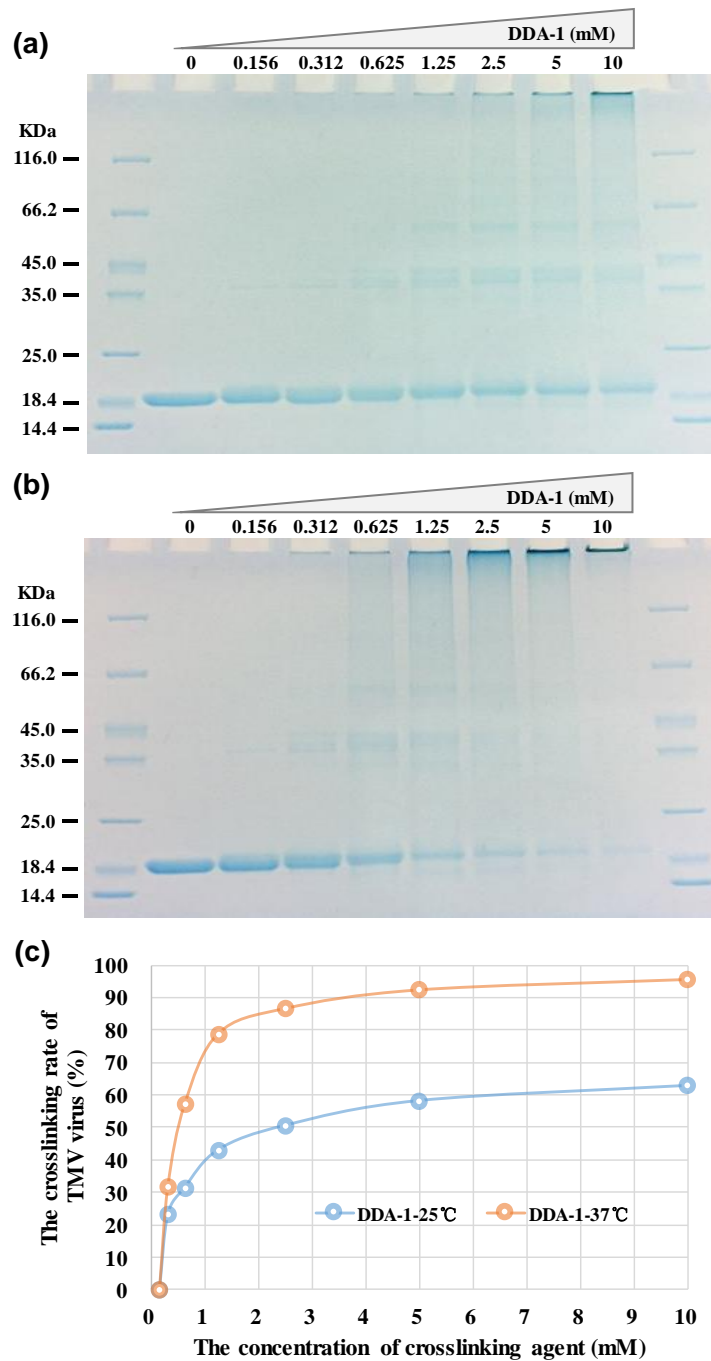 (a)
DDA-1 (mM)
0 0.156 0.312 0.625 1.25 2.5 5 10
KDa
116.0
66.2
45.0
35.0
25.0
18.4
14.4
(b)
DDA-1 (mM)
0 0.156 0.312 0.625 1.25 2.5 5 10
KDa
116.0
66.2
45.0
35.0
25.0
18.4
14.4
(c)
The crosslinking rate of
TMV virus (%)
100
90
80
70
60
50
40
30
20
10
0
DDA-1-25℃ DDA-1-37℃
0 1 2 3 4 5 6 7 8 9 10
The concentration of crosslinking agent (mM)